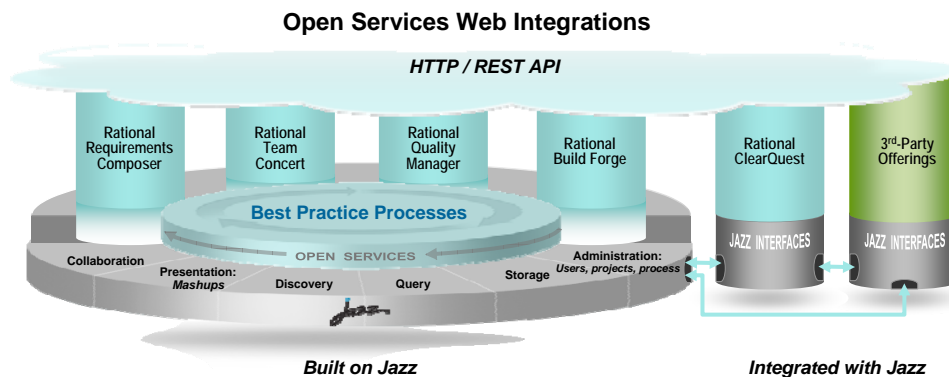 Open Services Web Integrations
HTTP / REST API
Rational
Requirements
Composer
Rational
Team
Concert
Rational
Quality
Manager
Rational
Build Forge
Rational
ClearQuest
3rd-Party
Offerings
Best Practice Processes
OPEN SERVICES
JAZZ INTERFACES
JAZZ INTERFACES
Collaboration
Presentation:
Mashups
Discovery
Query
Storage
Administration:
Users, projects, process
Jazz
Built on Jazz
Integrated with Jazz